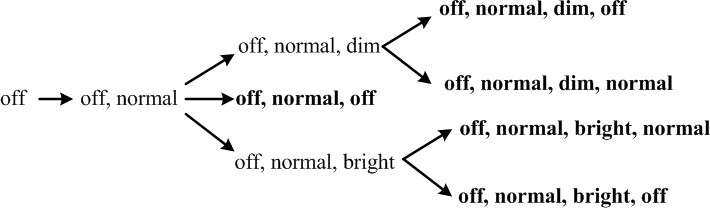 off, normal, dim, off
off, normal, dim
off, normal, dim, normal
off
off, normal
off, normal, off
off, normal, bright, normal
off, normal, bright
off, normal, bright, off